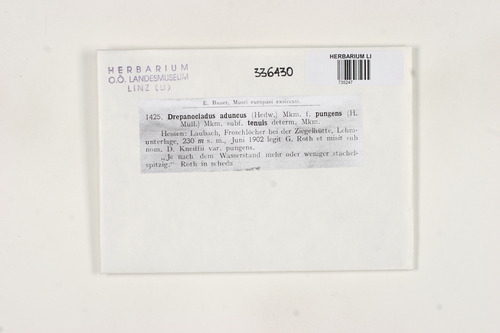 HERBARIUM
O.Ö. LANDESMUSEUM
LINZ (LI)
336430
HERBARIUM LI
E. Bauer, Musci europaei exsiccati.
1425. Drepanocladus aduncus (Hedw.) Mkm. f. pungens (H.
Müll.) Mkm. subf. tenuis determ. Mkm.
Hessen: Laubach, Froschlöcher bei der Ziegelhütte, Lehm-
unterlage, 230 m s. m., Juni 1902 legit G. Roth et misit sub
nom. D. Kneiffii var. pungens.
„Je nach dem Wasserstand mehr oder weniger stachel-
spitzig." Roth in scheda